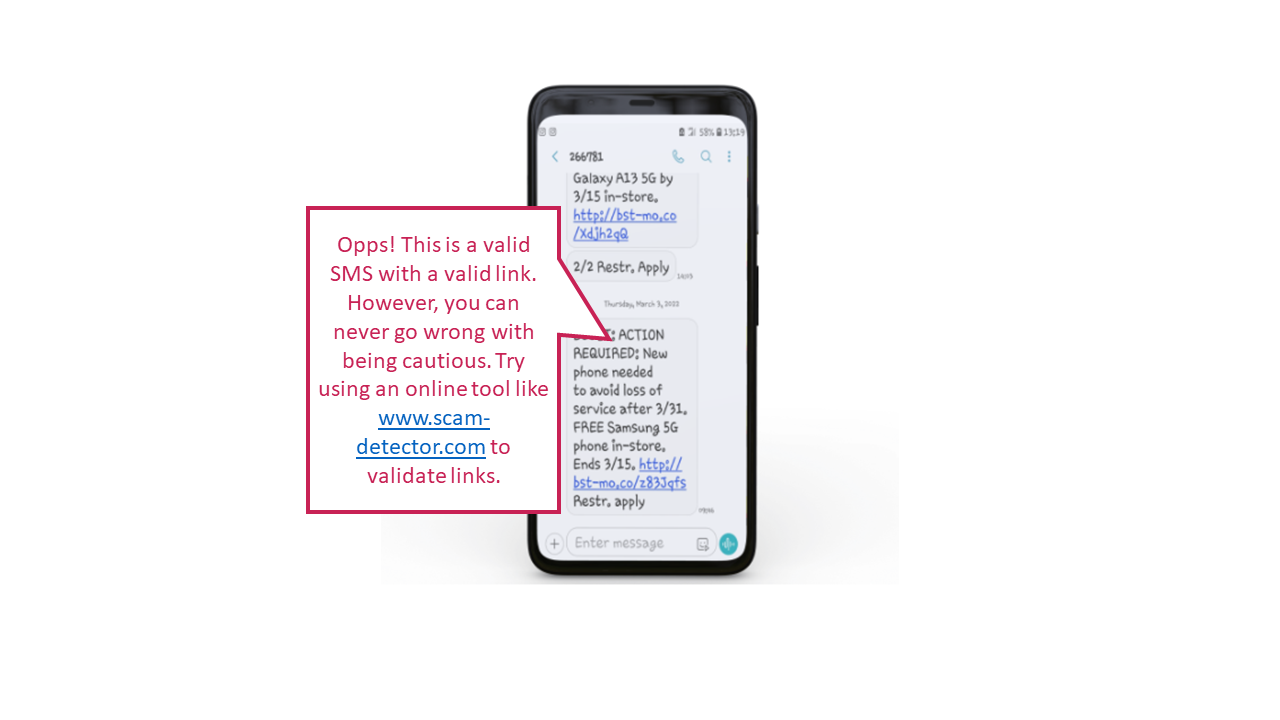 58% 13:19
266781
Galaxy A13 5G by
3/15 in-store.
http://bst-mo.co
/Xdjh2qQ
2/2 Restr. Apply
Thursday, March 3, 2022
: ACTION
REQUIRED: New
phone needed
to avoid loss of
service after 3/31.
FREE Samsung 5G
phone in-store.
Ends 3/15. http://
bst-mo.co/z83Jqfs
Restr. apply
Enter message
Opps! This is a valid
SMS with a valid link.
However, you can
never go wrong with
being cautious. Try
using an online tool like
www.scam-
detector.com to
validate links.